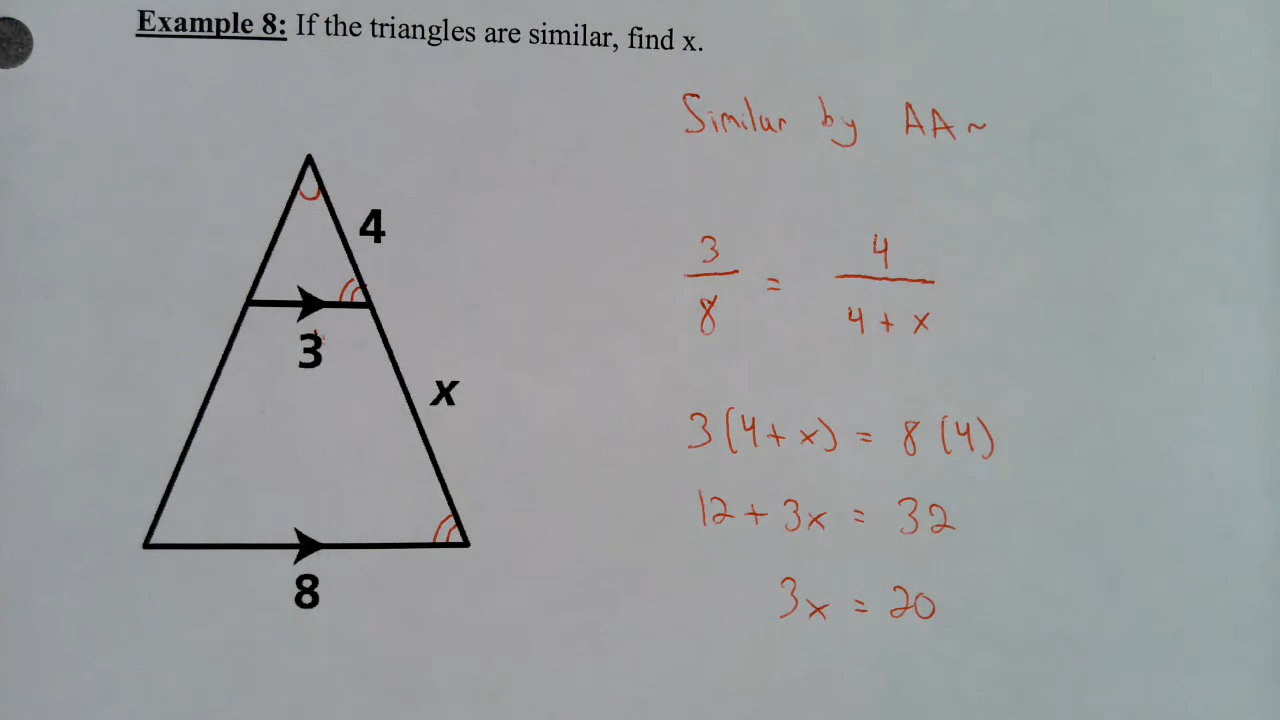 Example 8: If the triangles are similar, find x.
Similar by AA~
4
3
x
8
3/8 = 4/(4 + x)
3(4+x) = 8(4)
12 + 3x = 32
3x = 20